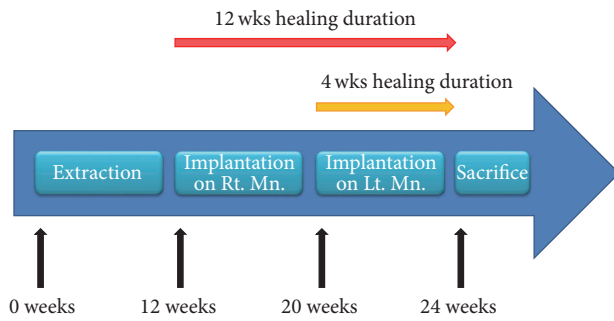 12 wks healing duration
4 wks healing duration
Extraction
Implantation
on Rt. Mn.
Implantation
on Lt. Mn.
Sacrifice
0 weeks
12 weeks
20 weeks
24 weeks